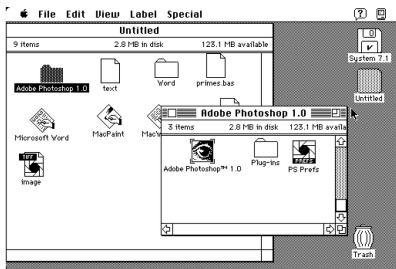 File Edit View Label Special
Untitled
9 items 2.8 MB in disk 123.1 MB available
System 7.1
Adobe Photoshop 1.0 text Word primes.bas
Untitled
Adobe Photoshop 1.0
3 items 2.8 MB in disk 123.1 MB availa
Microsoft Word MacPaint MacW
Adobe Photoshop™ 1.0 Plug-ins PS Prefs
TIFF
PREFS
image
Trash